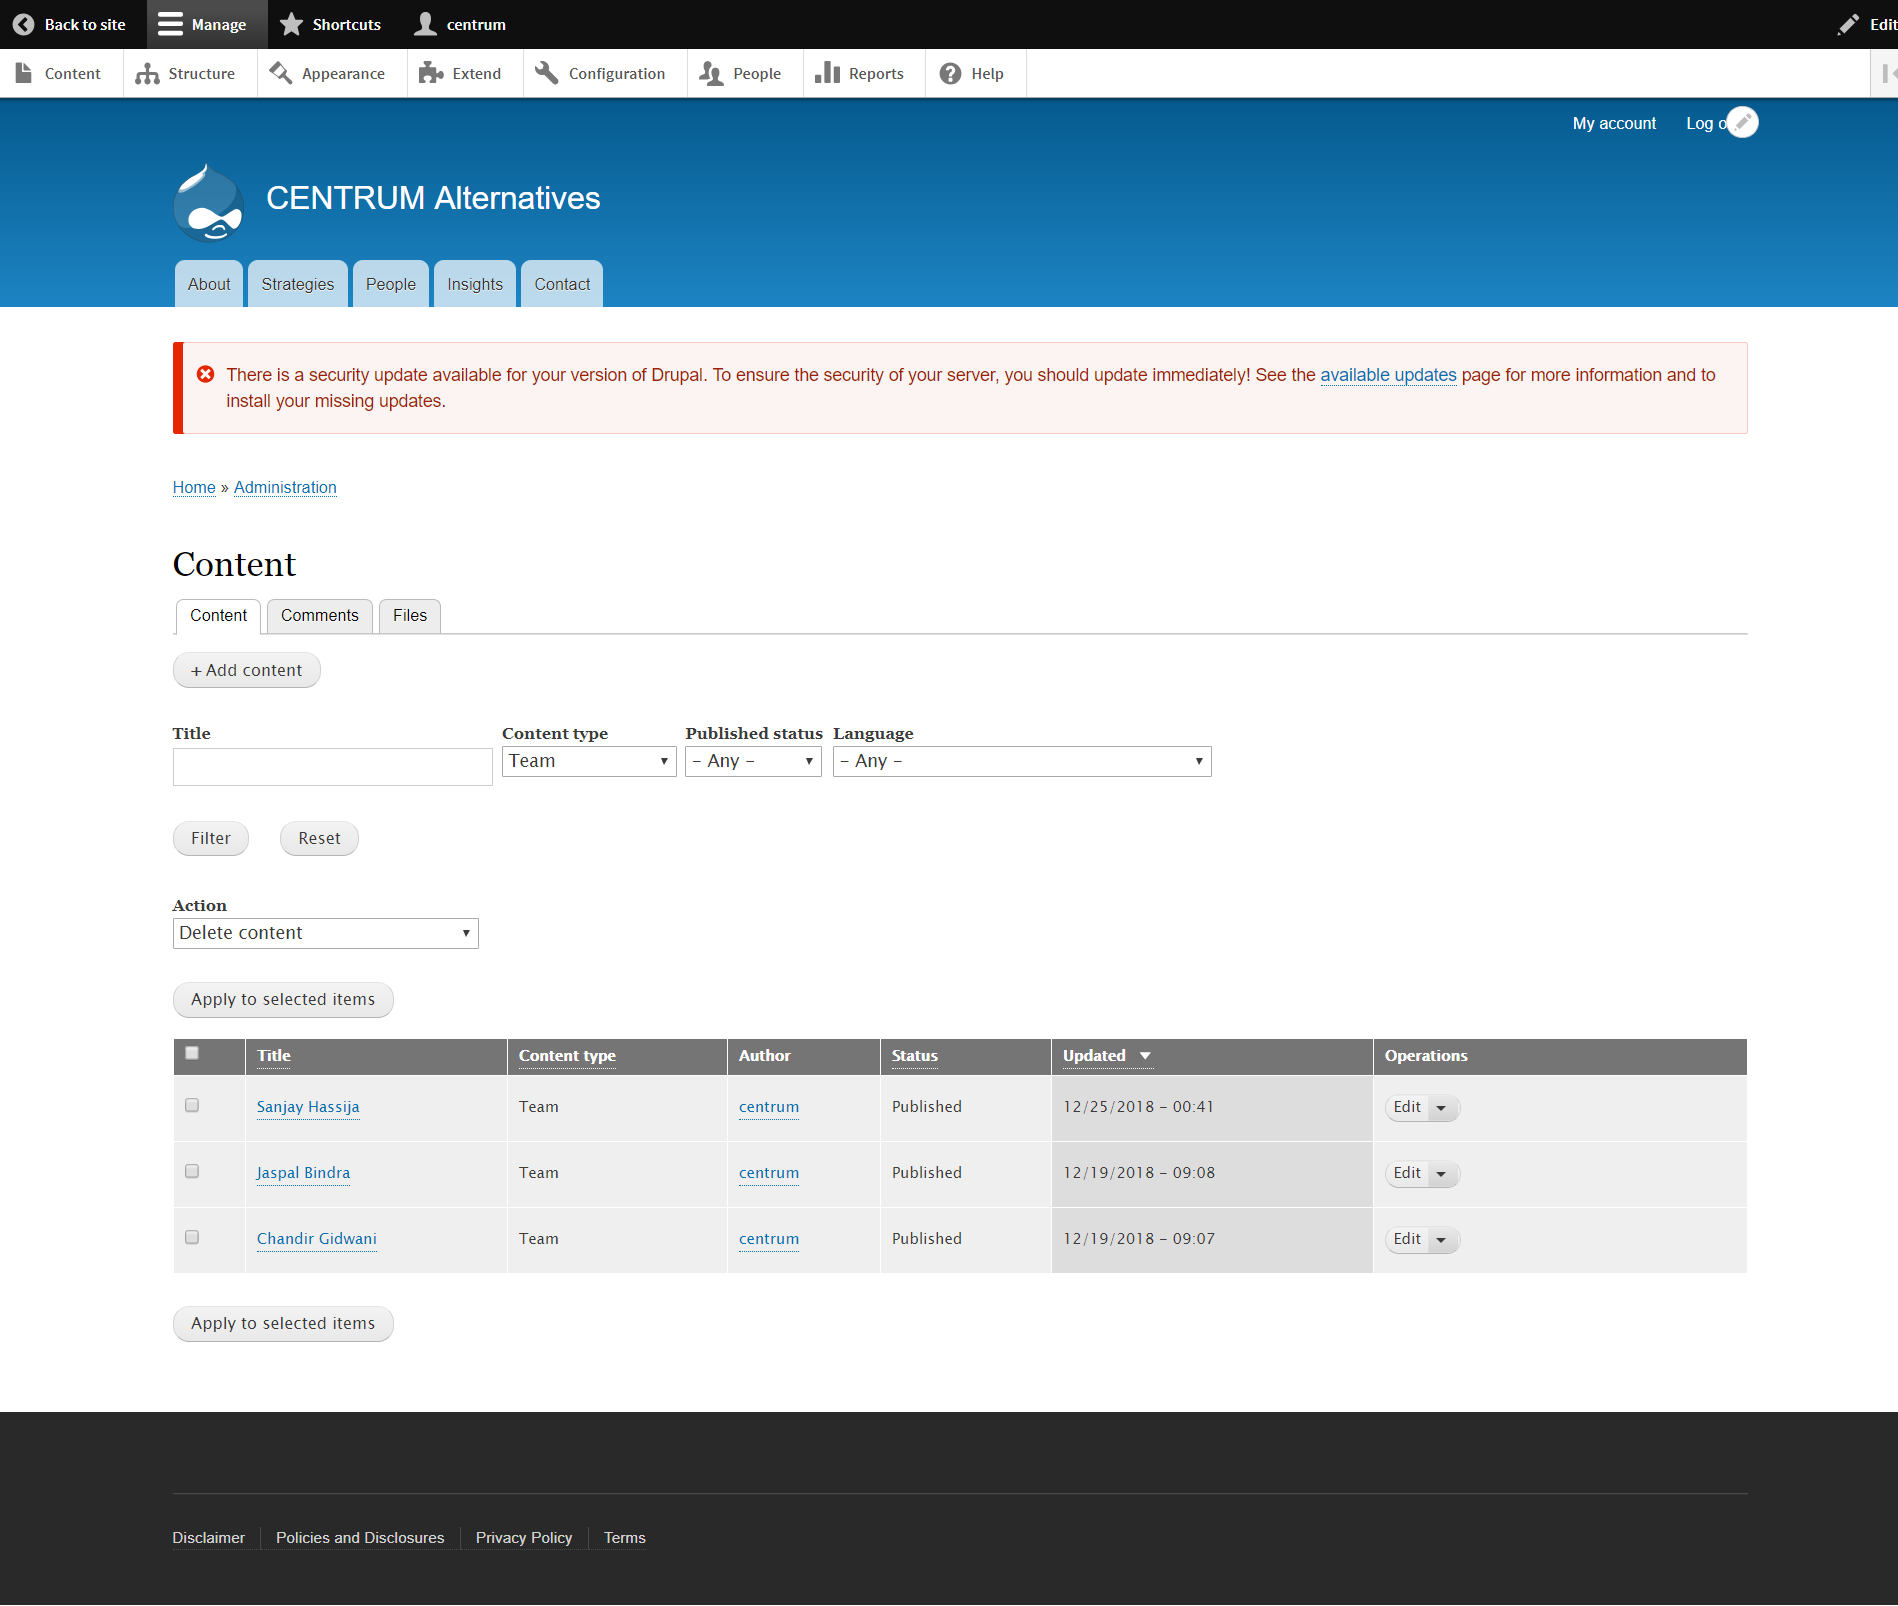 Back to site Manage Shortcuts centrum Edit
Content Structure Appearance Extend Configuration People Reports Help
My account Log o
CENTRUM Alternatives
About Strategies People Insights Contact
There is a security update available for your version of Drupal. To ensure the security of your server, you should update immediately! See the available updates page for more information and to
install your missing updates.
Home » Administration
Content
Content Comments Files
+ Add content
Title Content type Published status Language
Team - Any - - Any -
Filter Reset
Action
Delete content
Apply to selected items
Title Content type Author Status Updated Operations
Sanjay Hassija Team centrum Published 12/25/2018 - 00:41 Edit
Jaspal Bindra Team centrum Published 12/19/2018 - 09:08 Edit
Chandir Gidwani Team centrum Published 12/19/2018 - 09:07 Edit
Apply to selected items
Disclaimer Policies and Disclosures Privacy Policy Terms